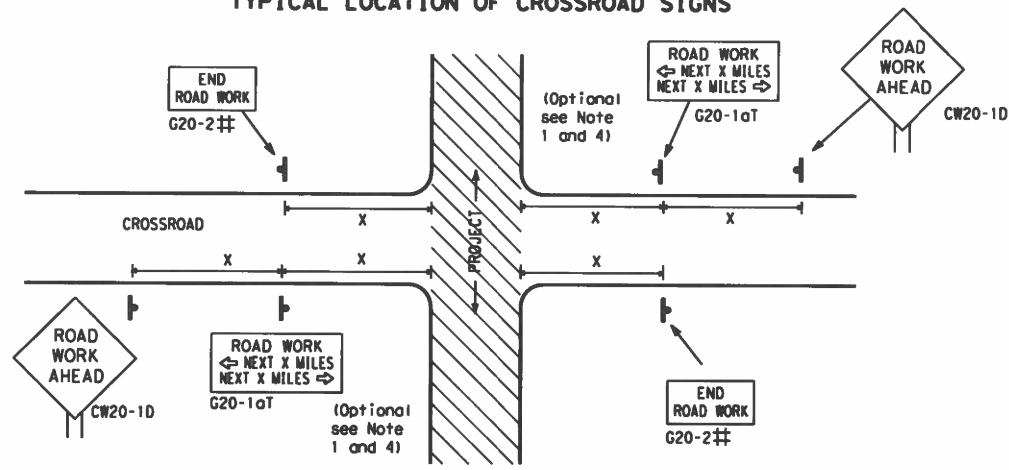 TYPICAL LOCATION OF CROSSROAD SIGNS
END
ROAD WORK
G20-2#
(Optional
see Note
1 and 4)
ROAD WORK
⇦ NEXT X MILES
NEXT X MILES ⇨
G20-1aT
ROAD
WORK
AHEAD
CW20-1D
X
X
X
CROSSROAD
PROJECT
X
X
X
ROAD
WORK
AHEAD
CW20-1D
ROAD WORK
⇦ NEXT X MILES
NEXT X MILES ⇨
G20-1aT
(Optional
see Note
1 and 4)
END
ROAD WORK
G20-2#